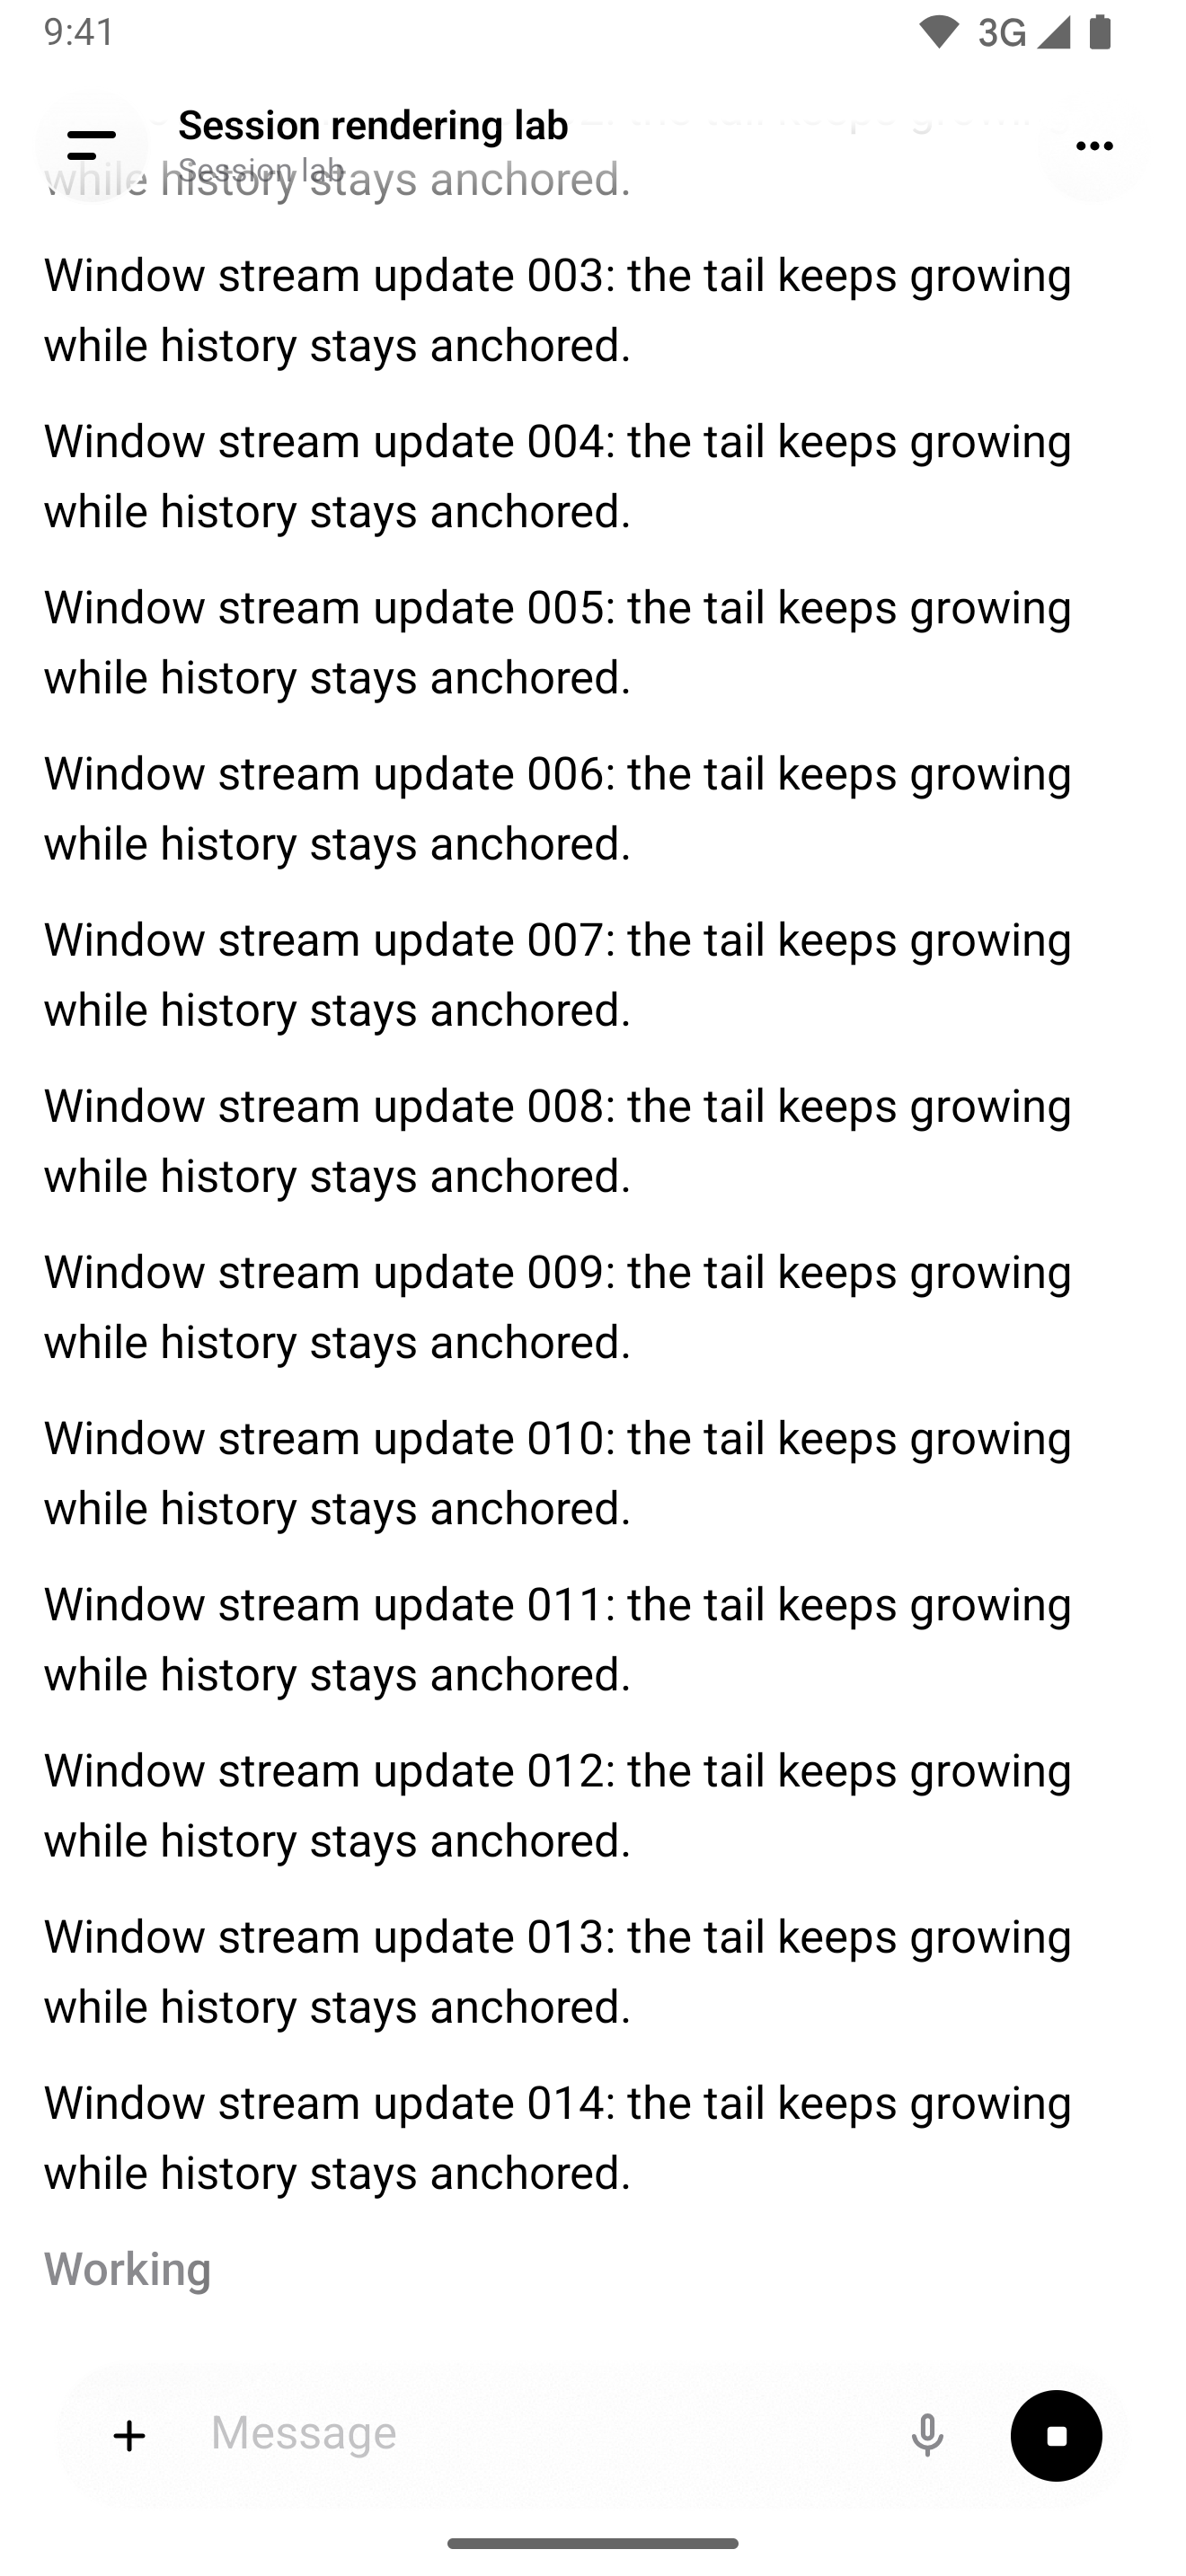 9:41
3G
Session rendering lab
Session lab
while history stays anchored.
Window stream update 003: the tail keeps growing
while history stays anchored.
Window stream update 004: the tail keeps growing
while history stays anchored.
Window stream update 005: the tail keeps growing
while history stays anchored.
Window stream update 006: the tail keeps growing
while history stays anchored.
Window stream update 007: the tail keeps growing
while history stays anchored.
Window stream update 008: the tail keeps growing
while history stays anchored.
Window stream update 009: the tail keeps growing
while history stays anchored.
Window stream update 010: the tail keeps growing
while history stays anchored.
Window stream update 011: the tail keeps growing
while history stays anchored.
Window stream update 012: the tail keeps growing
while history stays anchored.
Window stream update 013: the tail keeps growing
while history stays anchored.
Window stream update 014: the tail keeps growing
while history stays anchored.
Working
Message